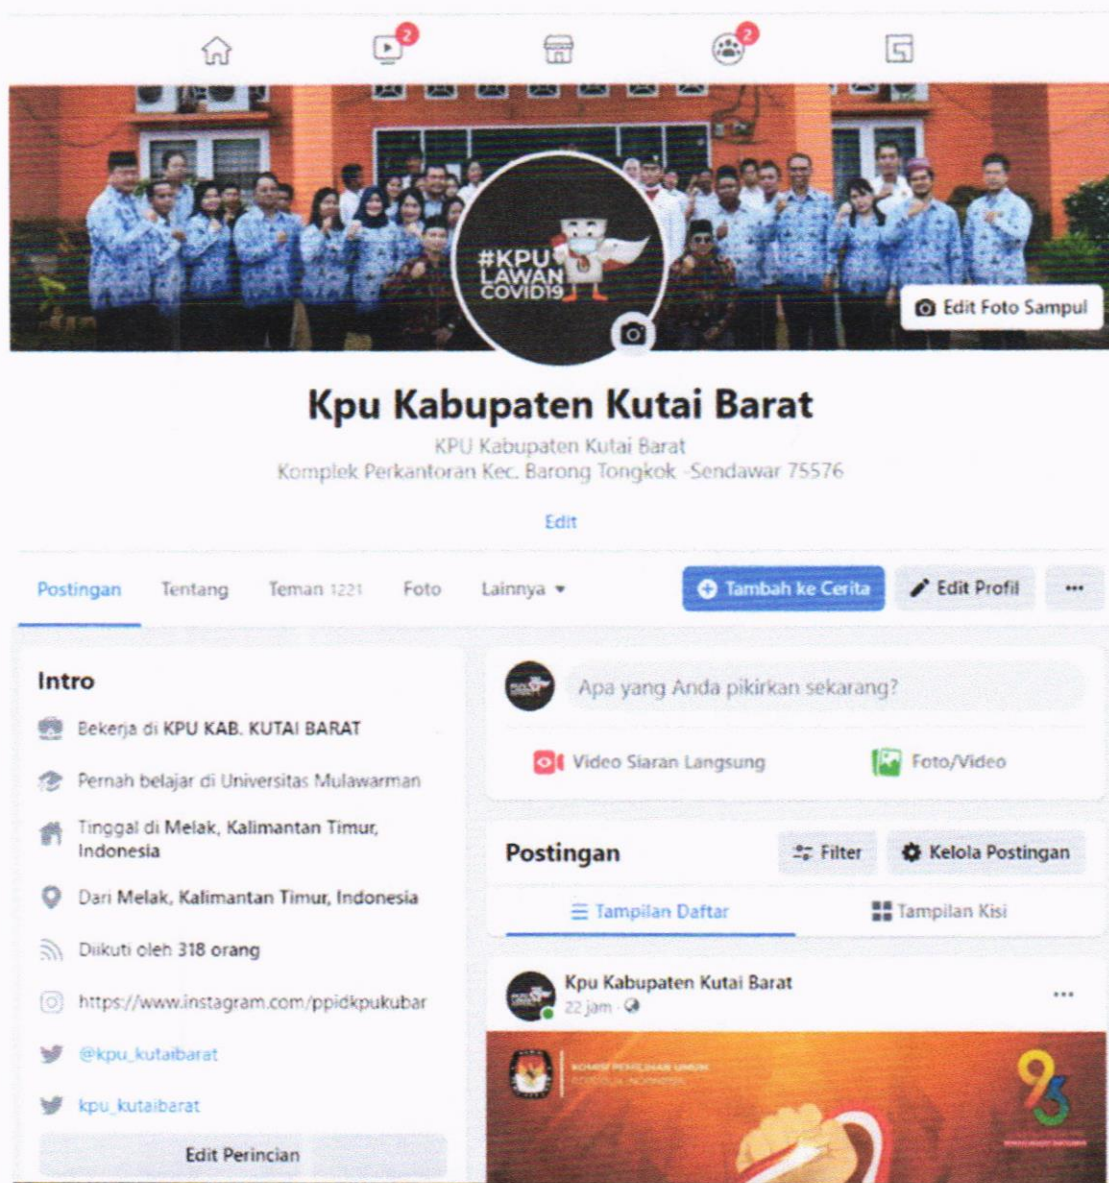 2
2
#KPU
LAWAN
COVID19
Edit Foto Sampul
Kpu Kabupaten Kutai Barat
KPU Kabupaten Kutai Barat
Komplek Perkantoran Kec. Barong Tongkok -Sendawar 75576
Edit
Postingan Tentang Teman 1221 Foto Lainnya
Tambah ke Cerita Edit Profil
Intro
Bekerja di KPU KAB. KUTAI BARAT
Pernah belajar di Universitas Mulawarman
Tinggal di Melak, Kalimantan Timur,
Indonesia
Dari Melak, Kalimantan Timur, Indonesia
Diikuti oleh 318 orang
https://www.instagram.com/ppidkpukubar
@kpu_kutaibarat
kpu_kutaibarat
Edit Perincian
Apa yang Anda pikirkan sekarang?
Video Siaran Langsung Foto/Video
Postingan Filter Kelola Postingan
Tampilan Daftar Tampilan Kisi
Kpu Kabupaten Kutai Barat
22 jam
KOMISI PEMILIHAN UMUM
REPUBLIK INDONESIA
93